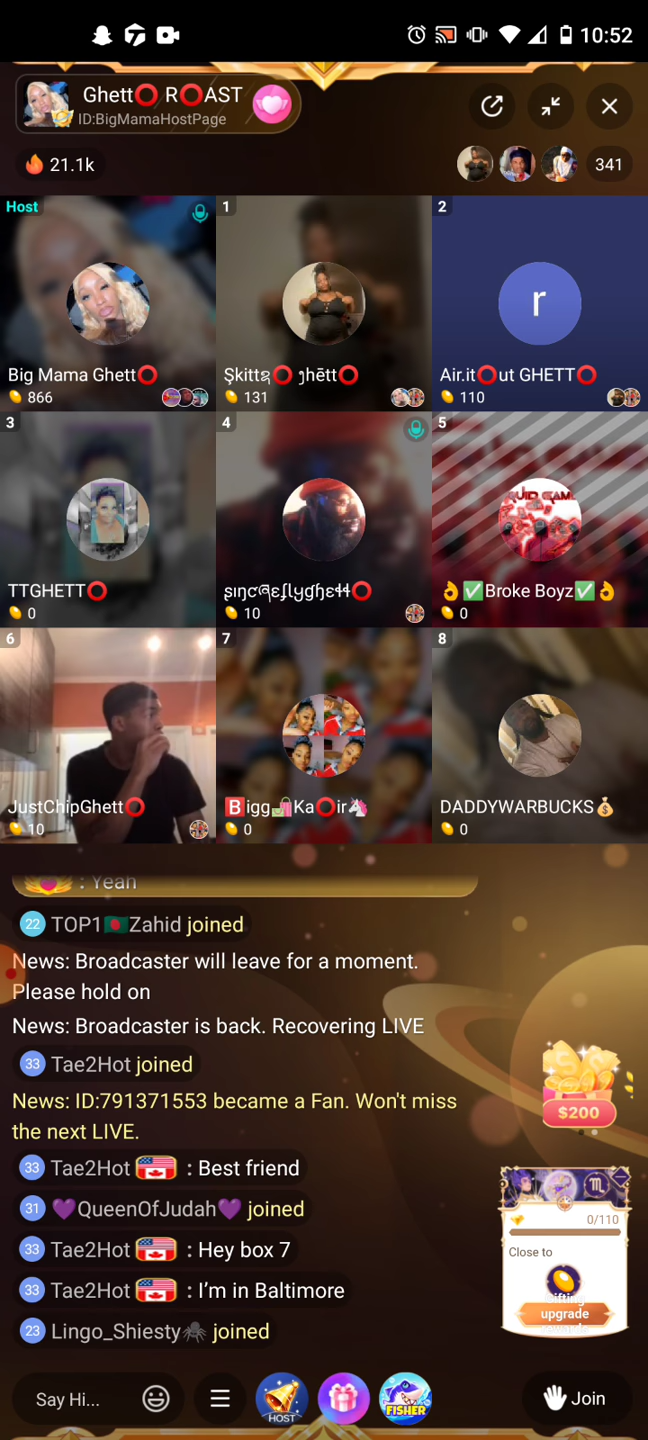 10:52
Ghett⭕ R⭕AST
ID:BigMamaHostPage
21.1k
341
Host
1
2
r
Big Mama Ghett⭕
Şkittʂ⭕ ηhētt⭕
Air.it⭕ut GHETT⭕
866
131
110
3
4
5
TTGHETT⭕
⭕
👌✅Broke Boyz✅👌
0
10
0
6
7
8
JustChipGhett⭕
🅱️igg🛍️Ka⭕ir🦄
DADDYWARBUCKS💰
10
0
0
: Yeah
22 TOP1🇧🇩Zahid joined
News: Broadcaster will leave for a moment.
Please hold on
News: Broadcaster is back. Recovering LIVE
33 Tae2Hot joined
News: ID:791371553 became a Fan. Won't miss
the next LIVE.
$200
33 Tae2Hot : Best friend
31 💜QueenOfJudah💜 joined
33 Tae2Hot : Hey box 7
33 Tae2Hot : I’m in Baltimore
23 Lingo_Shiesty🕷️ joined
0/110
Close to
upgrade
Say Hi...
HOST
FISHER
Join